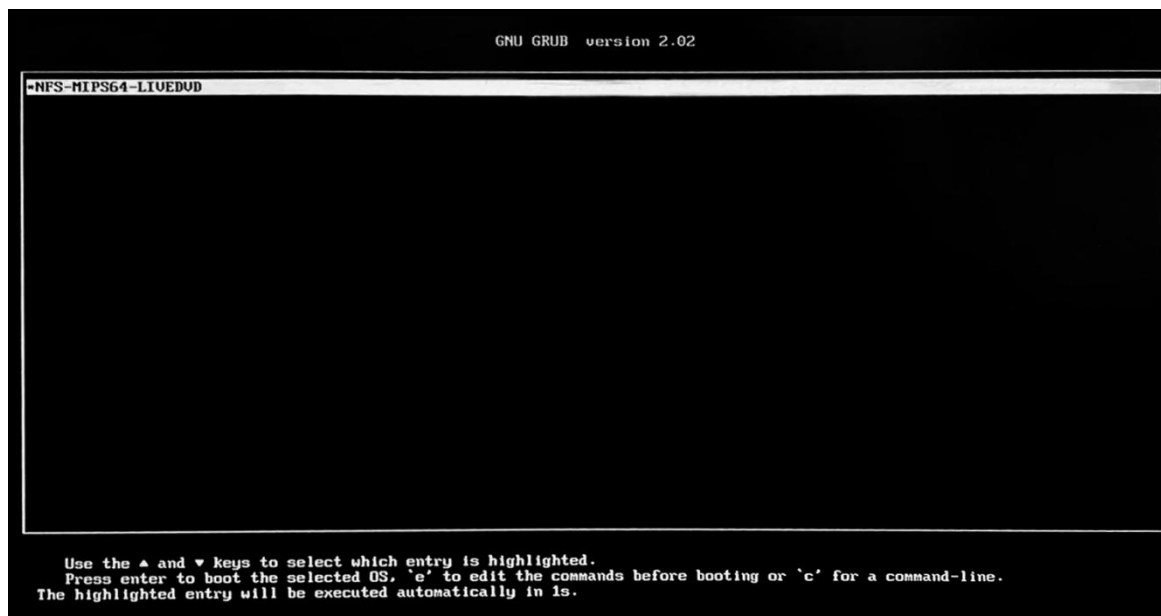 GNU GRUB version 2.02
*NFS-MIPS64-LIVEDVD
Use the ▲ and ▼ keys to select which entry is highlighted.
Press enter to boot the selected OS, `e' to edit the commands before booting or `c' for a command-line.
The highlighted entry will be executed automatically in 1s.